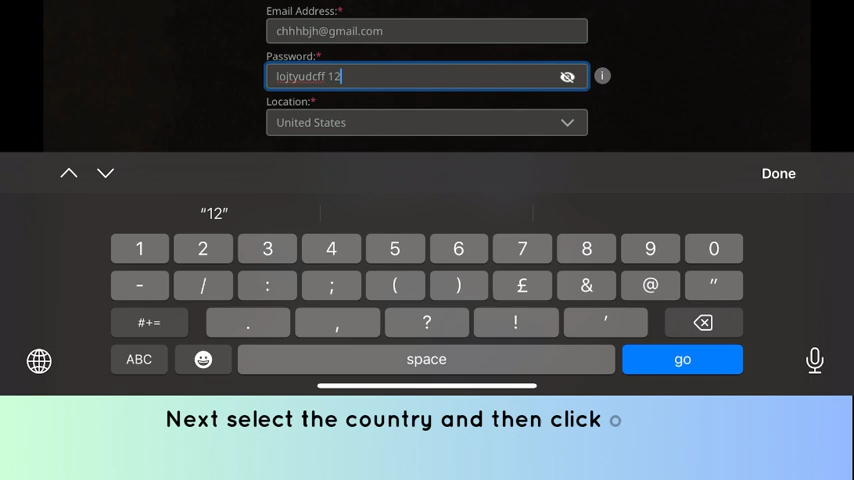 Email Address:*
chhhbjh@gmail.com
Password:*
lojtyudcff 12
i
Location:*
United States
Done
“12”
1 2 3 4 5 6 7 8 9 0
- / : ; ( ) £ & @ ”
#+= . , ? ! ’
ABC space go
Next select the country and then click o